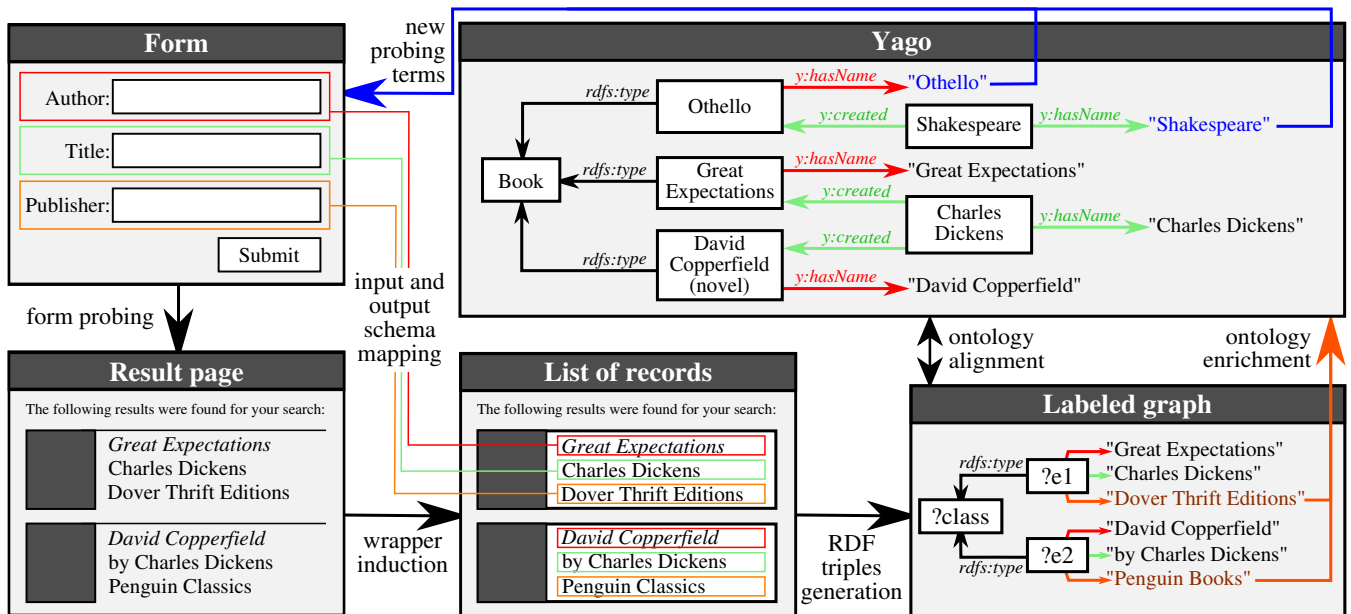 Form
Author:
Title:
Publisher:
Submit
new
probing
terms
Yago
rdfs:type
Othello
y:hasName
"Othello"
y:created
Shakespeare
y:hasName
"Shakespeare"
Book
rdfs:type
Great
Expectations
y:hasName
"Great Expectations"
y:created
Charles
Dickens
y:hasName
"Charles Dickens"
y:created
rdfs:type
David
Copperfield
(novel)
y:hasName
"David Copperfield"
form probing
input and
output
schema
mapping
ontology
alignment
ontology
enrichment
Result page
The following results were found for your search:
Great Expectations
Charles Dickens
Dover Thrift Editions
David Copperfield
by Charles Dickens
Penguin Classics
wrapper
induction
List of records
The following results were found for your search:
Great Expectations
Charles Dickens
Dover Thrift Editions
David Copperfield
by Charles Dickens
Penguin Classics
RDF
triples
generation
Labeled graph
?class
rdfs:type
?e1
"Great Expectations"
"Charles Dickens"
"Dover Thrift Editions"
rdfs:type
?e2
"David Copperfield"
"by Charles Dickens"
"Penguin Books"